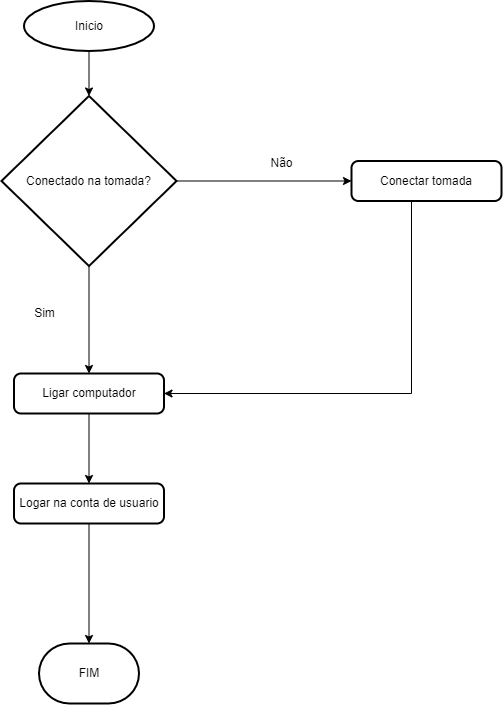 Inicio
Não
Conectado na tomada?
Conectar tomada
Sim
Ligar computador
Logar na conta de usuario
FIM